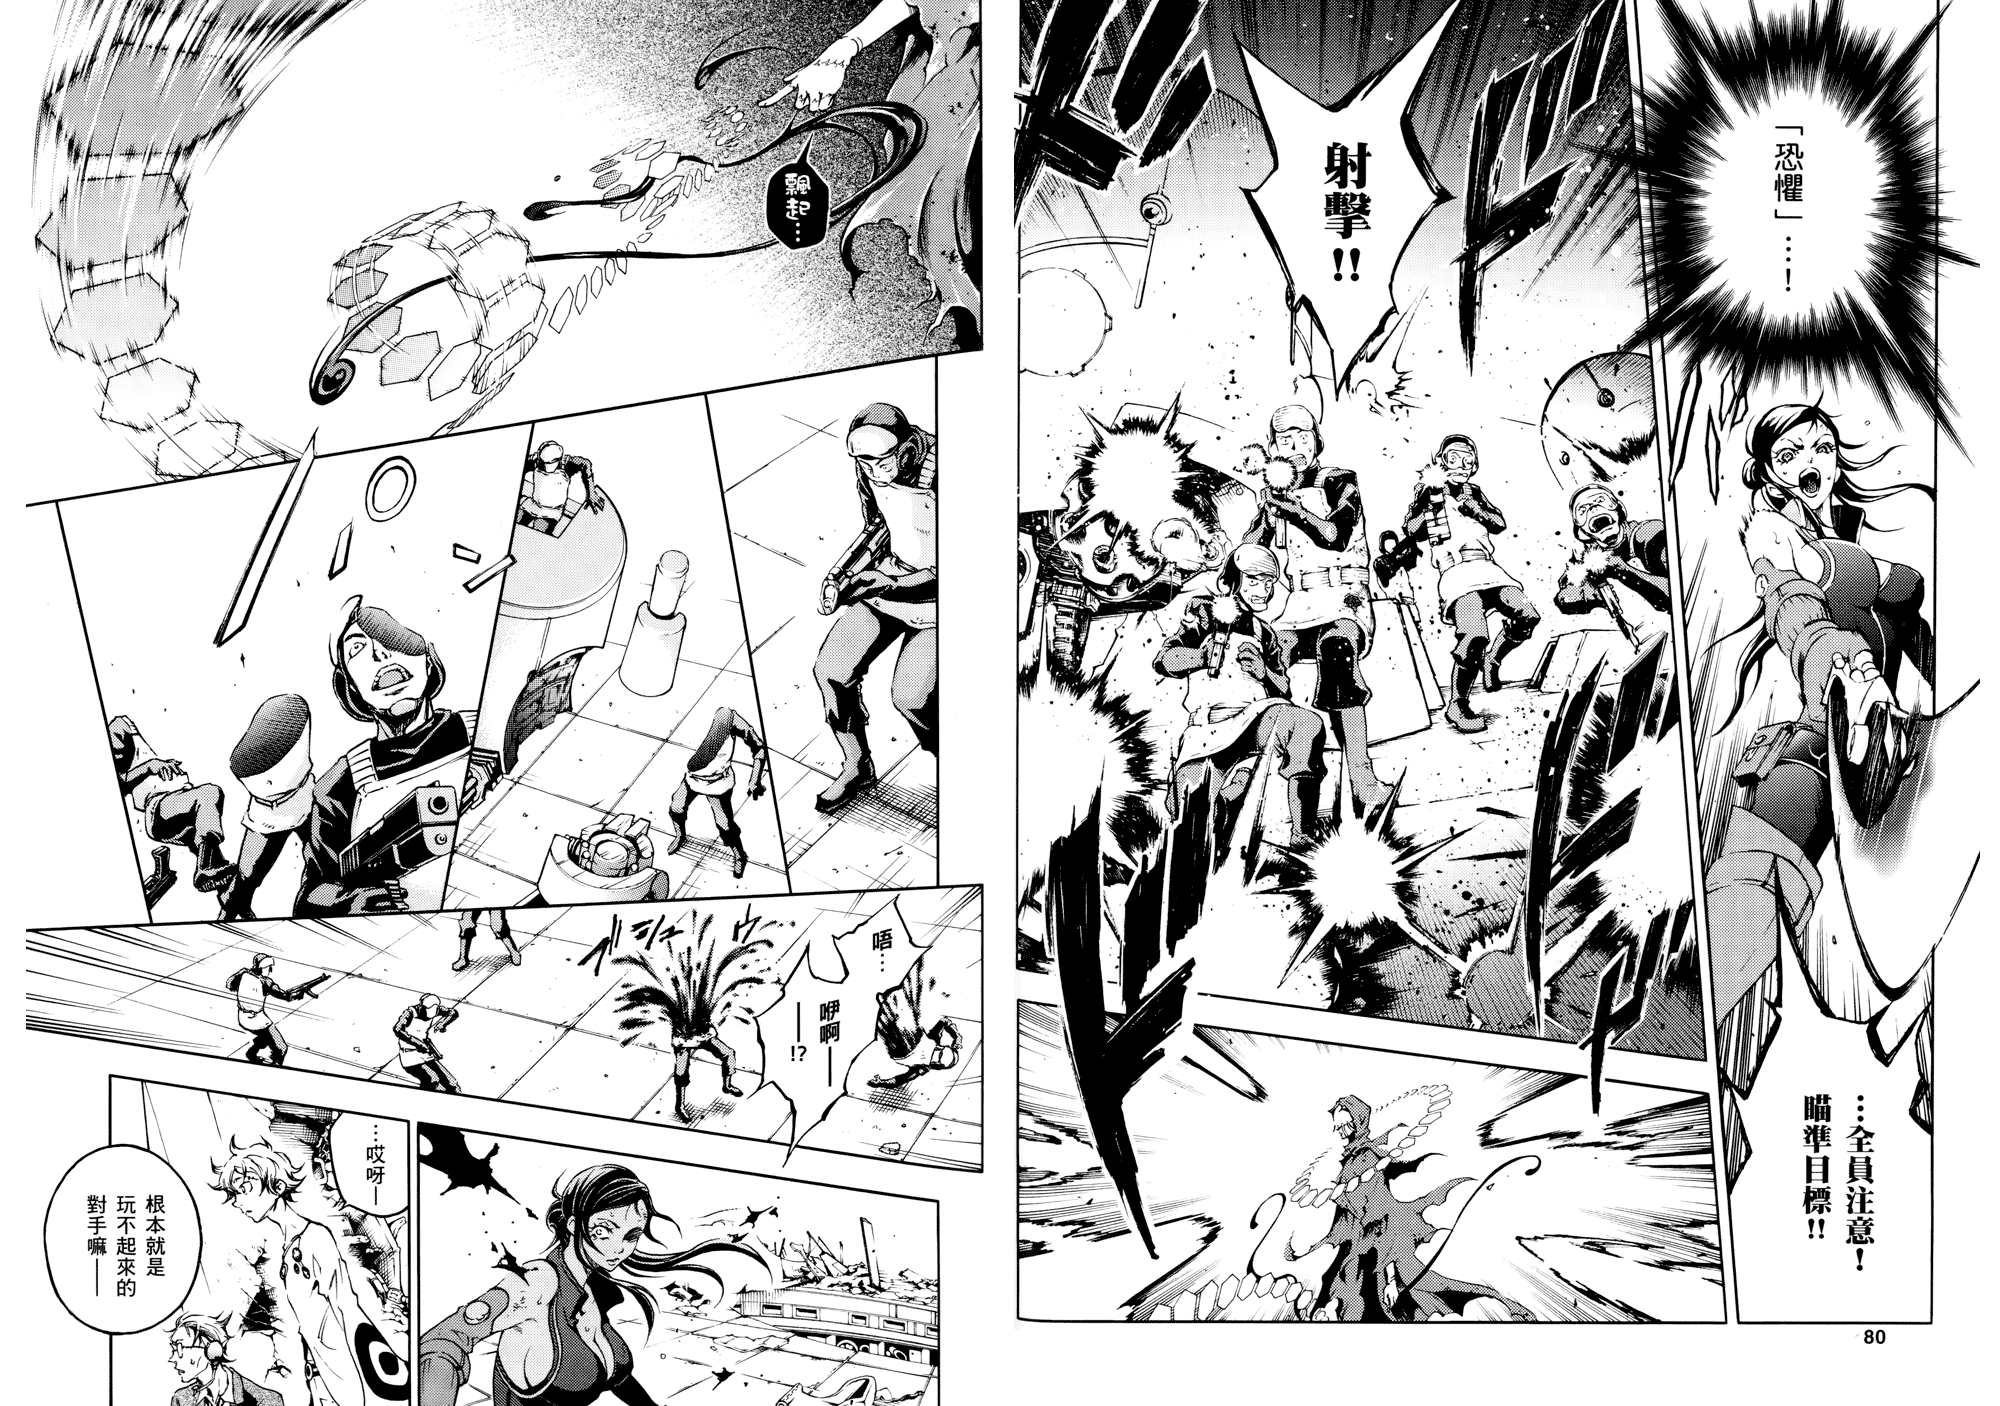 「恐懼」…！
…全員注意！
瞄準目標!!
射擊!!
80
飄起…
唔…
咿啊——!?
…哎呀—
根本就是
玩不起來的
對手嘛——